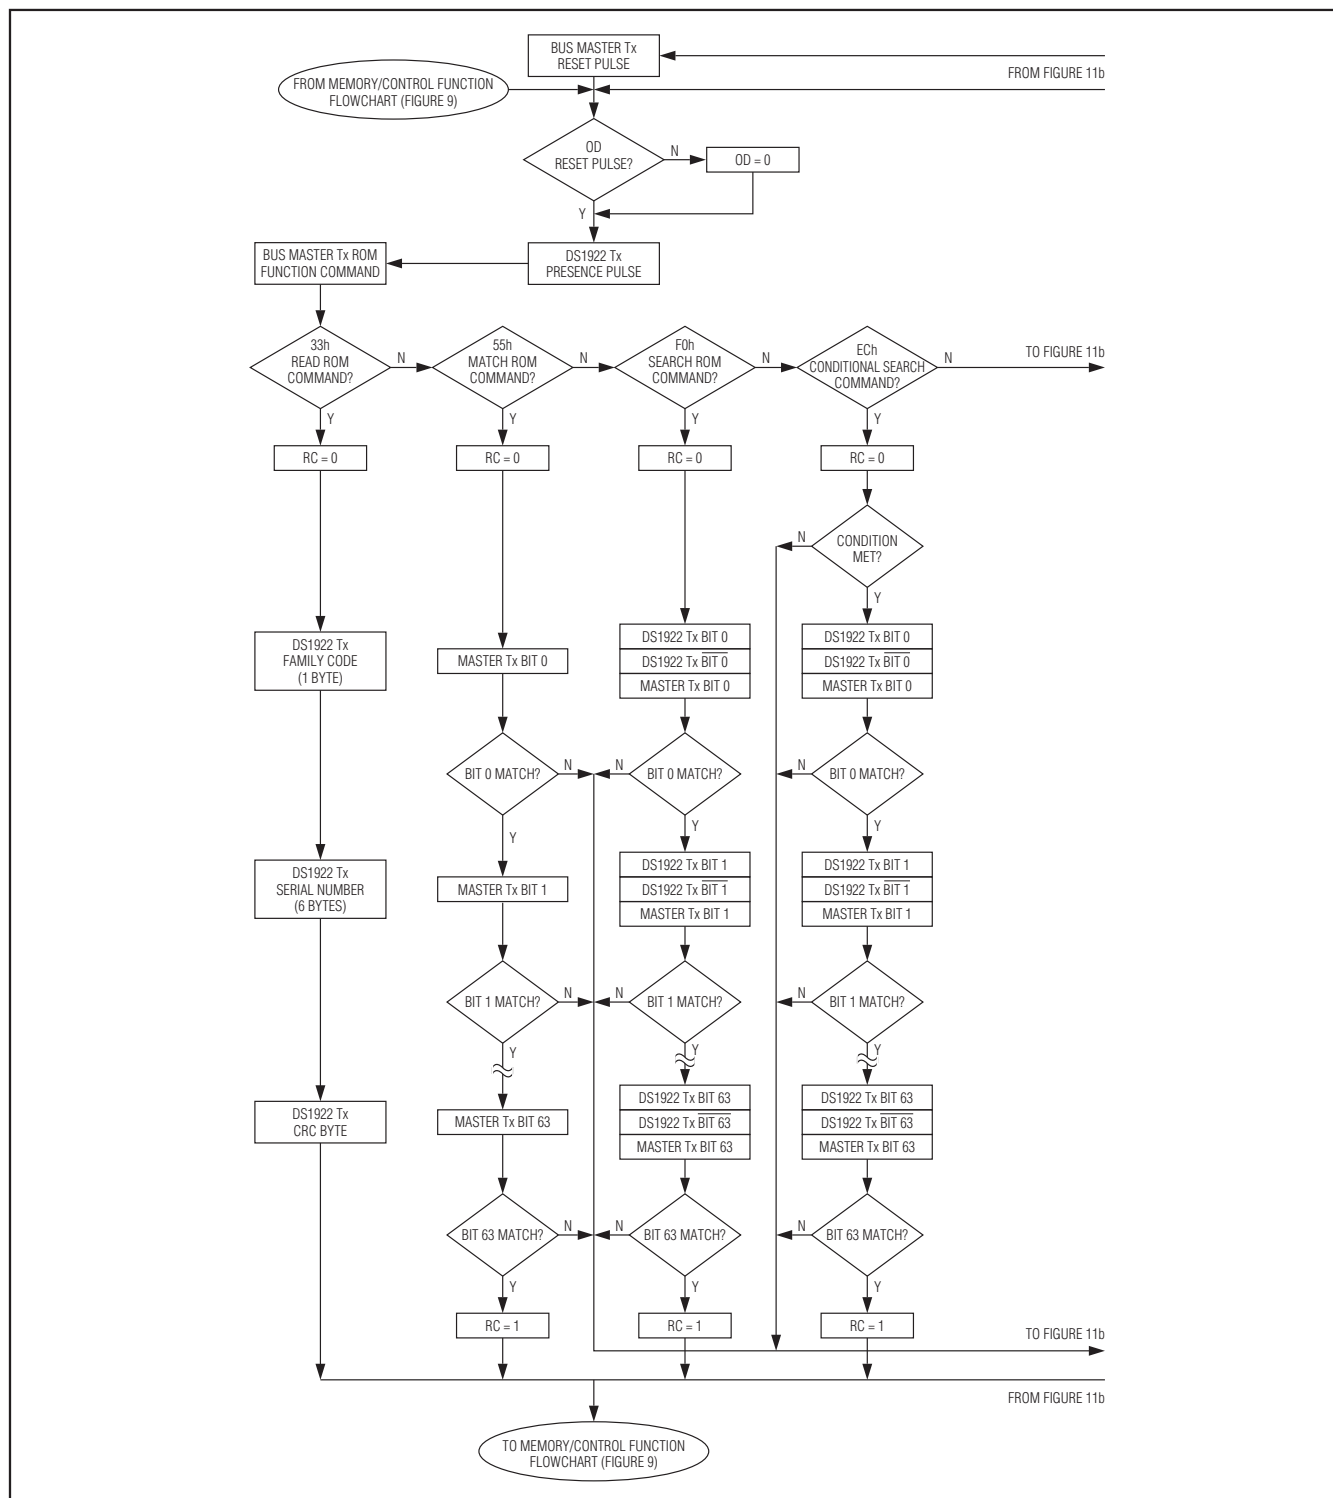 BUS MASTER Tx
RESET PULSE
FROM FIGURE 11b
FROM MEMORY/CONTROL FUNCTION
FLOWCHART (FIGURE 9)
OD
RESET PULSE?
N
OD = 0
Y
BUS MASTER Tx ROM
FUNCTION COMMAND
DS1922 Tx
PRESENCE PULSE
33h
READ ROM
COMMAND?
N
55h
MATCH ROM
COMMAND?
N
F0h
SEARCH ROM
COMMAND?
N
ECh
CONDITIONAL SEARCH
COMMAND?
N
TO FIGURE 11b
Y
Y
Y
Y
RC = 0
RC = 0
RC = 0
RC = 0
N
CONDITION
MET?
Y
DS1922 Tx
FAMILY CODE
(1 BYTE)
MASTER Tx BIT 0
DS1922 Tx BIT 0
DS1922 Tx BIT 0
MASTER Tx BIT 0
DS1922 Tx BIT 0
DS1922 Tx BIT 0
MASTER Tx BIT 0
BIT 0 MATCH?
N
N
BIT 0 MATCH?
N
BIT 0 MATCH?
Y
Y
Y
DS1922 Tx
SERIAL NUMBER
(6 BYTES)
MASTER Tx BIT 1
DS1922 Tx BIT 1
DS1922 Tx BIT 1
MASTER Tx BIT 1
DS1922 Tx BIT 1
DS1922 Tx BIT 1
MASTER Tx BIT 1
BIT 1 MATCH?
N
N
BIT 1 MATCH?
N
BIT 1 MATCH?
Y
Y
Y
DS1922 Tx
CRC BYTE
MASTER Tx BIT 63
DS1922 Tx BIT 63
DS1922 Tx BIT 63
MASTER Tx BIT 63
DS1922 Tx BIT 63
DS1922 Tx BIT 63
MASTER Tx BIT 63
BIT 63 MATCH?
N
N
BIT 63 MATCH?
N
BIT 63 MATCH?
Y
Y
Y
RC = 1
RC = 1
RC = 1
TO FIGURE 11b
FROM FIGURE 11b
TO MEMORY/CONTROL FUNCTION
FLOWCHART (FIGURE 9)